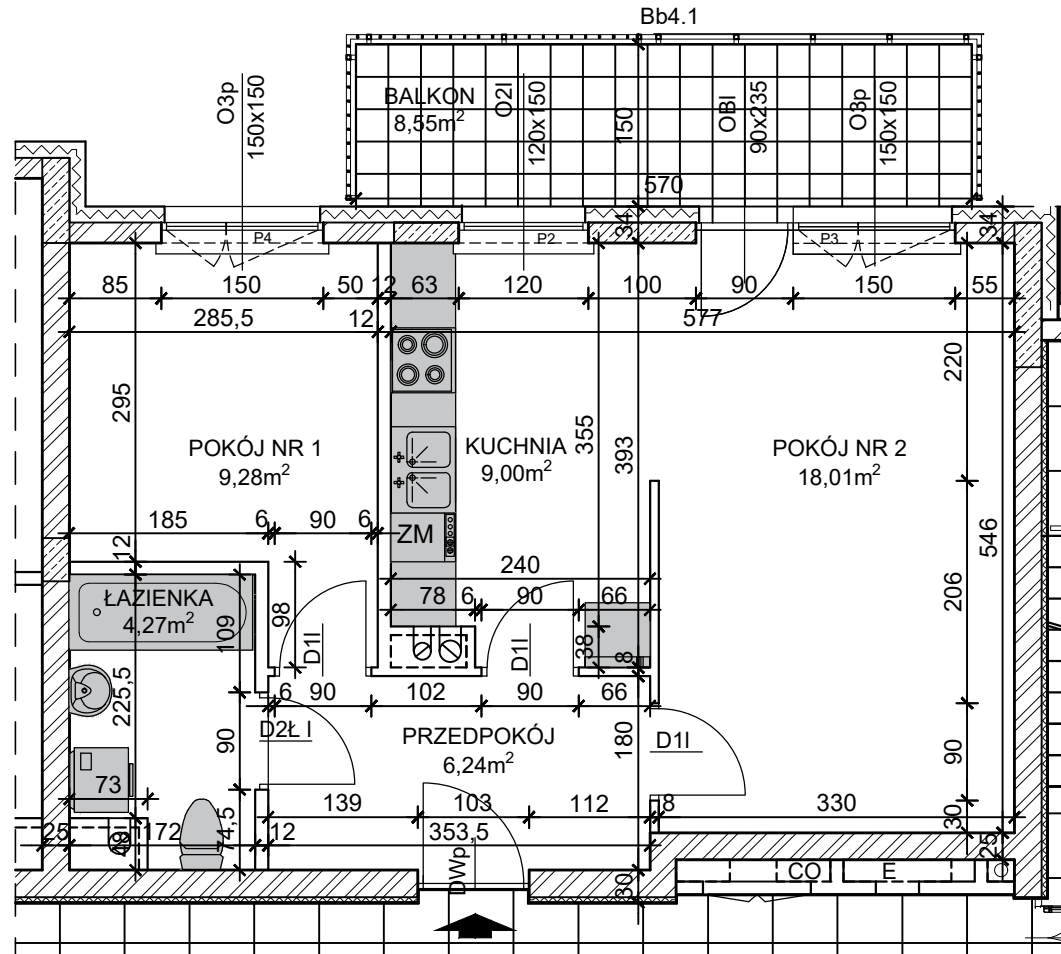 Bb4.1
O3p
150x150
BALKON
8,55m²
O2l
120x150
150
OBl
90x235
O3p
150x150
570
34
34
P4
P2
P3
85
150
50
12
63
120
100
90
150
55
285,5
12
577
295
220
355
393
POKÓJ NR 1
9,28m²
KUCHNIA
9,00m²
POKÓJ NR 2
18,01m²
185
6
90
6
ZM
546
12
240
ŁAZIENKA
4,27m²
109
98
78
6
90
66
206
D1l
D1l
38
8
225,5
6
90
102
90
66
D2Ł l
PRZEDPOKÓJ
6,24m²
180
D1l
90
90
73
139
103
112
8
330
30
25
172
74,5
12
353,5
25
DWp
30
CO
E